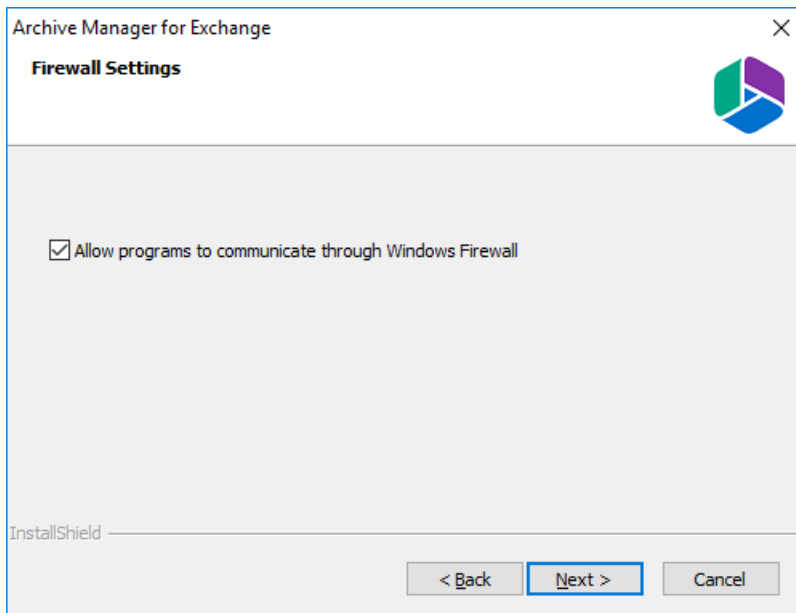 Archive Manager for Exchange
Firewall Settings
Allow programs to communicate through Windows Firewall
InstallShield
< Back
Next >
Cancel